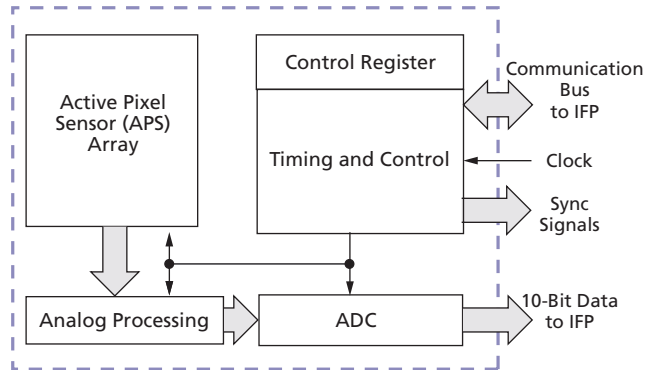 Active Pixel
Sensor (APS)
Array
Control Register
Timing and Control
Communication
Bus
to IFP
Clock
Sync
Signals
Analog Processing
ADC
10-Bit Data
to IFP